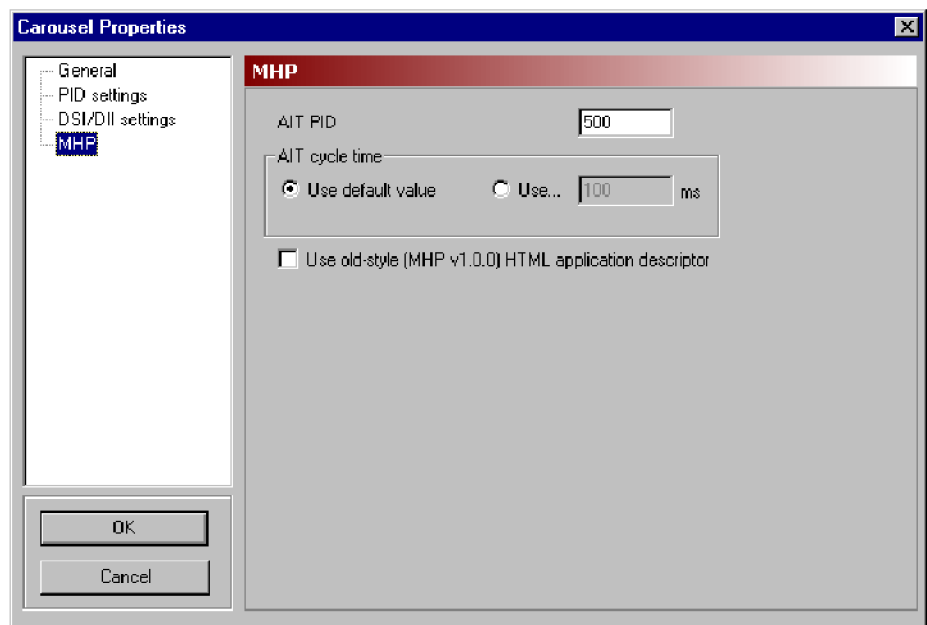 Carousel Properties
General
PID settings
DSI/DII settings
MHP
OK
Cancel
MHP
AIT PID 500
AIT cycle time
Use default value Use... 100 ms
Use old-style (MHP v1.0.0) HTML application descriptor